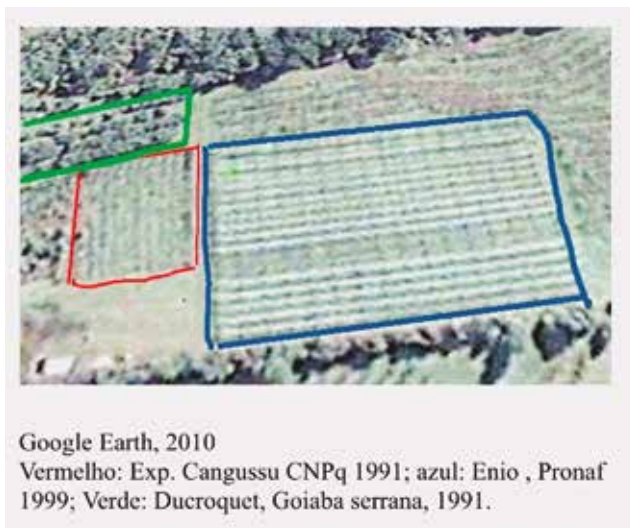 Google Earth, 2010
Vermelho: Exp. Cangussu CNPq 1991; azul: Enio , Pronaf
1999; Verde: Ducroquet, Goiaba serrana, 1991.